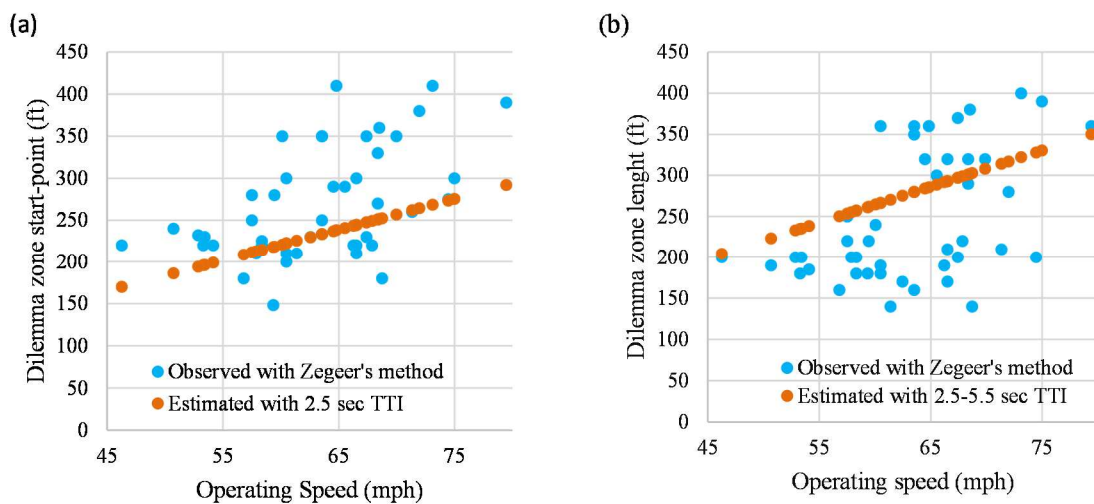 (a)
450
400
350
300
250
200
150
100
50
0
45
55
65
75
Dilemma zone start-point (ft)
Operating Speed (mph)
Observed with Zegeer's method
Estimated with 2.5 sec TTI
(b)
450
400
350
300
250
200
150
100
50
0
45
55
65
75
Dilemma zone lenght (ft)
Operating speed (mph)
Observed with Zegeer's method
Estimated with 2.5-5.5 sec TTI